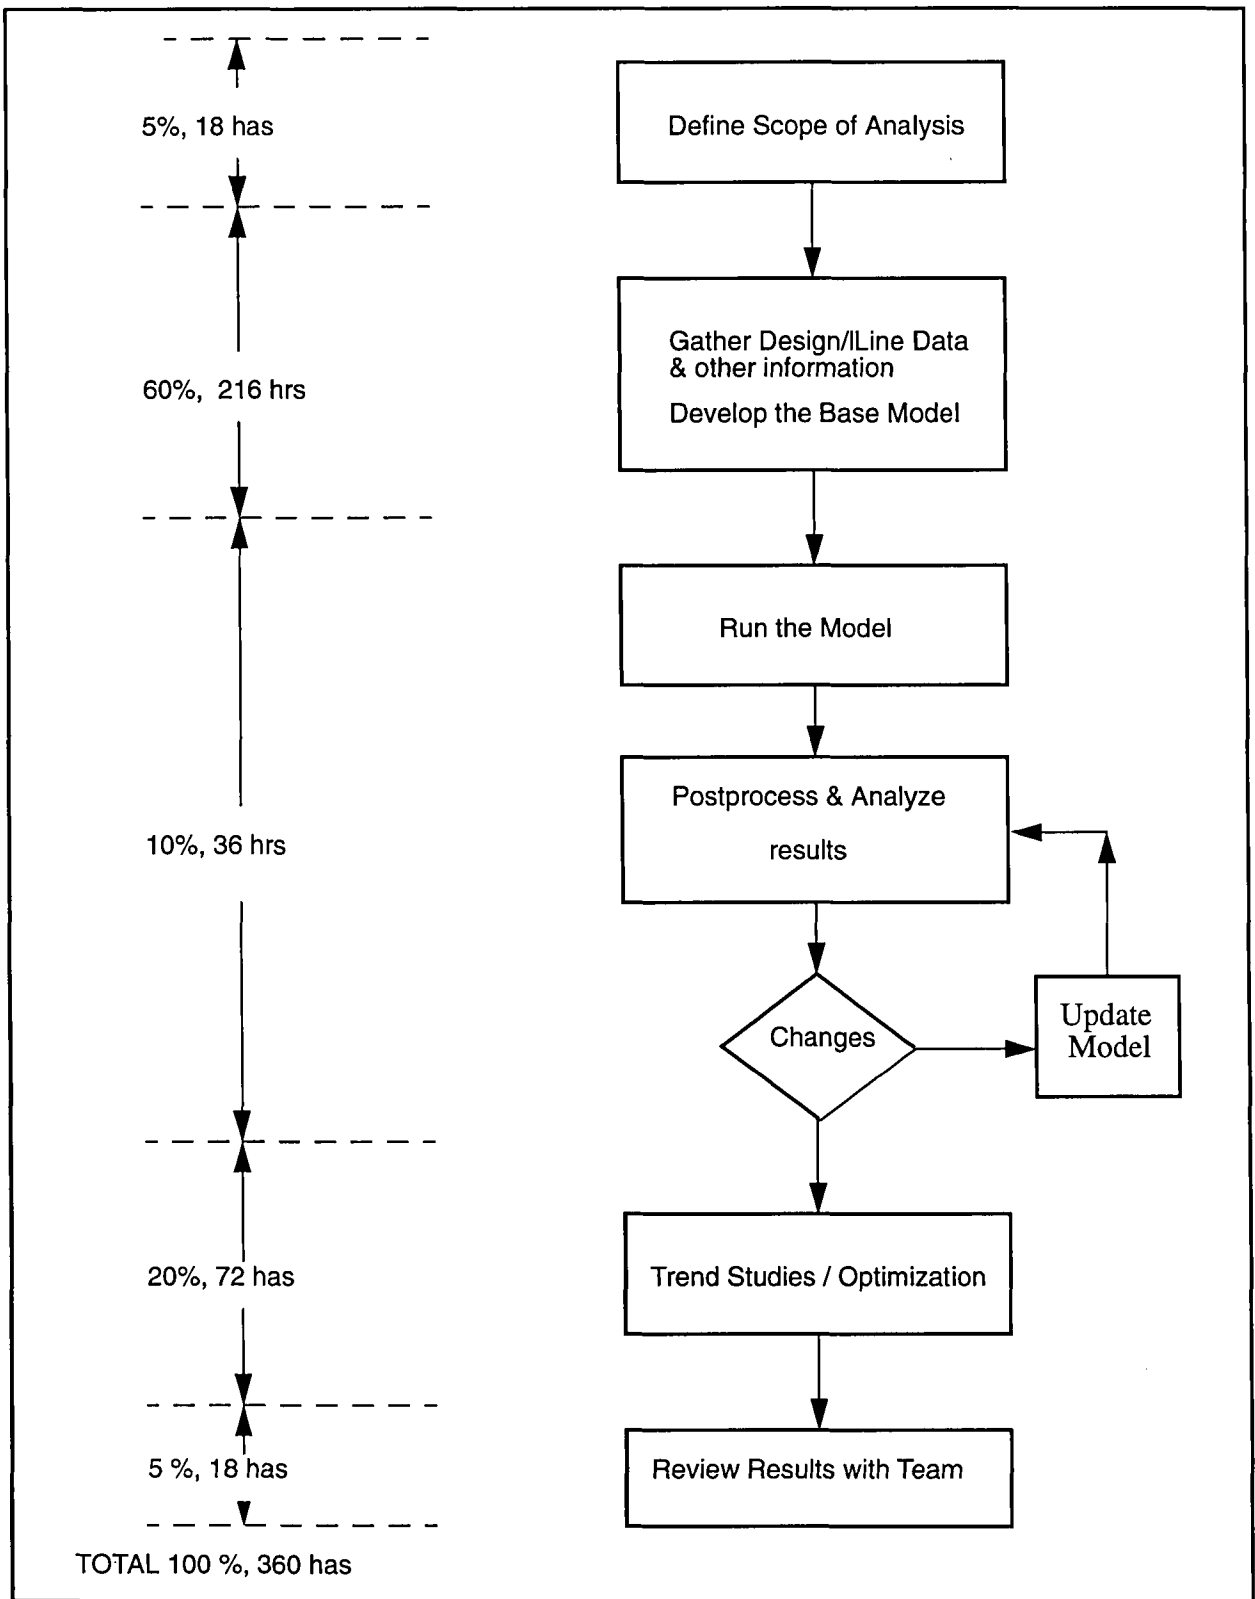 5%, 18 has
Define Scope of Analysis
Gather Design/ILine Data
& other information
60%, 216 hrs
Develop the Base Model
Run the Model
Postprocess & Analyze
10%, 36 hrs
results
Changes
Update
Model
20%, 72 has
Trend Studies / Optimization
5 %, 18 has
Review Results with Team
TOTAL 100 %, 360 has